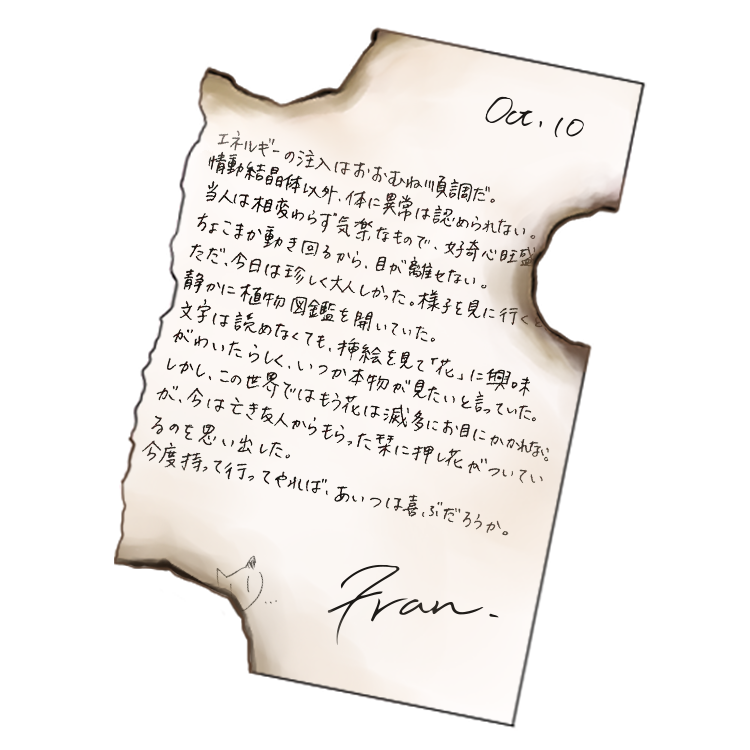 Oct. 10
エネルギーの注入はおおむね順調だ。
情動結晶体以外、体に異常は認められない。
当人は相変わらず気楽なもので、好奇心旺盛
ちょこまか動き回るから、目が離せない。
ただ、今日は珍しく大人しかった。様子を見に行くと
静かに植物図鑑を開いていた。
文字は読めなくても、挿絵を見て「花」に興味
がわいたらしく、いつか本物が見たいと言っていた。
しかし、この世界ではもう花は滅多にお目にかかれない
が、今は亡き友人からもらった栞に押し花がついてい
るのを思い出した。
今度持って行ってやれば、あいつは喜ぶだろうか。
...
Fran.